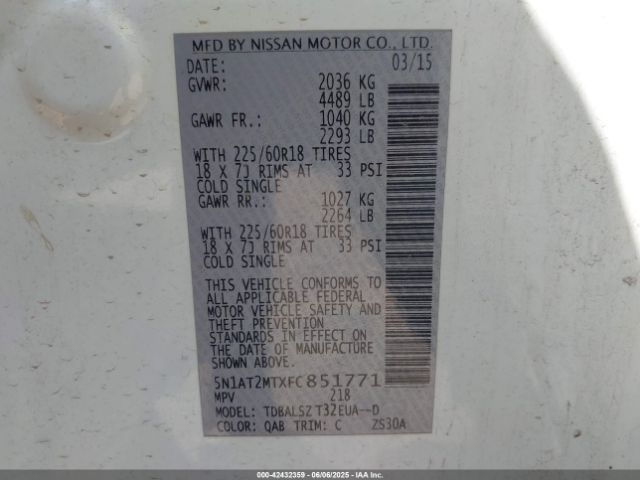 MFD BY NISSAN MOTOR CO., LTD.
DATE: 03/15
GVWR: 2036 KG
4489 LB
GAWR FR.: 1040 KG
2293 LB
WITH 225/60R18 TIRES
18 X 7J RIMS AT 33 PSI
COLD SINGLE
GAWR RR.: 1027 KG
2264 LB
WITH 225/60R18 TIRES
18 X 7J RIMS AT 33 PSI
COLD SINGLE
THIS VEHICLE CONFORMS TO
ALL APPLICABLE FEDERAL
MOTOR VEHICLE SAFETY AND
THEFT PREVENTION
STANDARDS IN EFFECT ON
THE DATE OF MANUFACTURE
SHOWN ABOVE.
5N1AT2MTXFC851771
MPV 218
MODEL: TDBALSZ T32EUA--D
COLOR: QAB TRIM: C ZS30A
000-42432359 - 06/06/2025 - IAAI.com